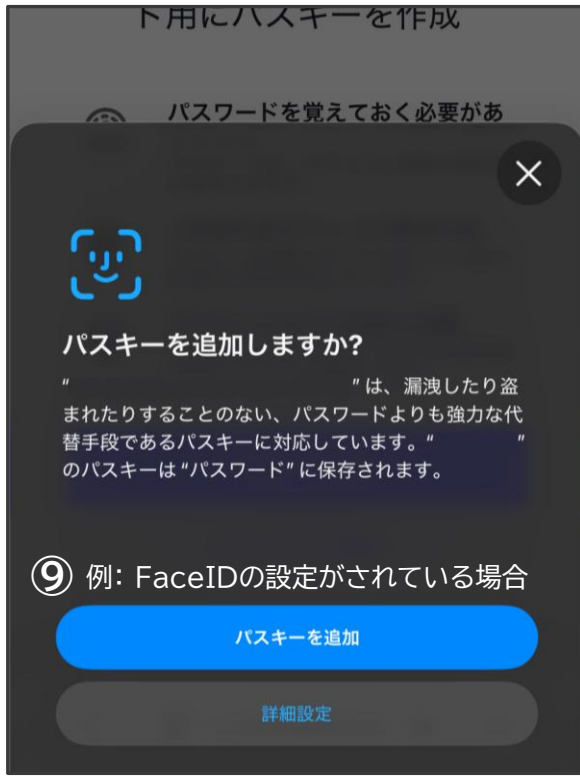 ド用にパスキーを作成
パスワードを覚えておく必要があ
パスキーを追加しますか?
“ ” は、漏洩したり盗
まれたりすることのない、パスワードよりも強力な代
替手段であるパスキーに対応しています。“ ”
のパスキーは “パスワード” に保存されます。
⑨ 例: FaceIDの設定がされている場合
パスキーを追加
詳細設定